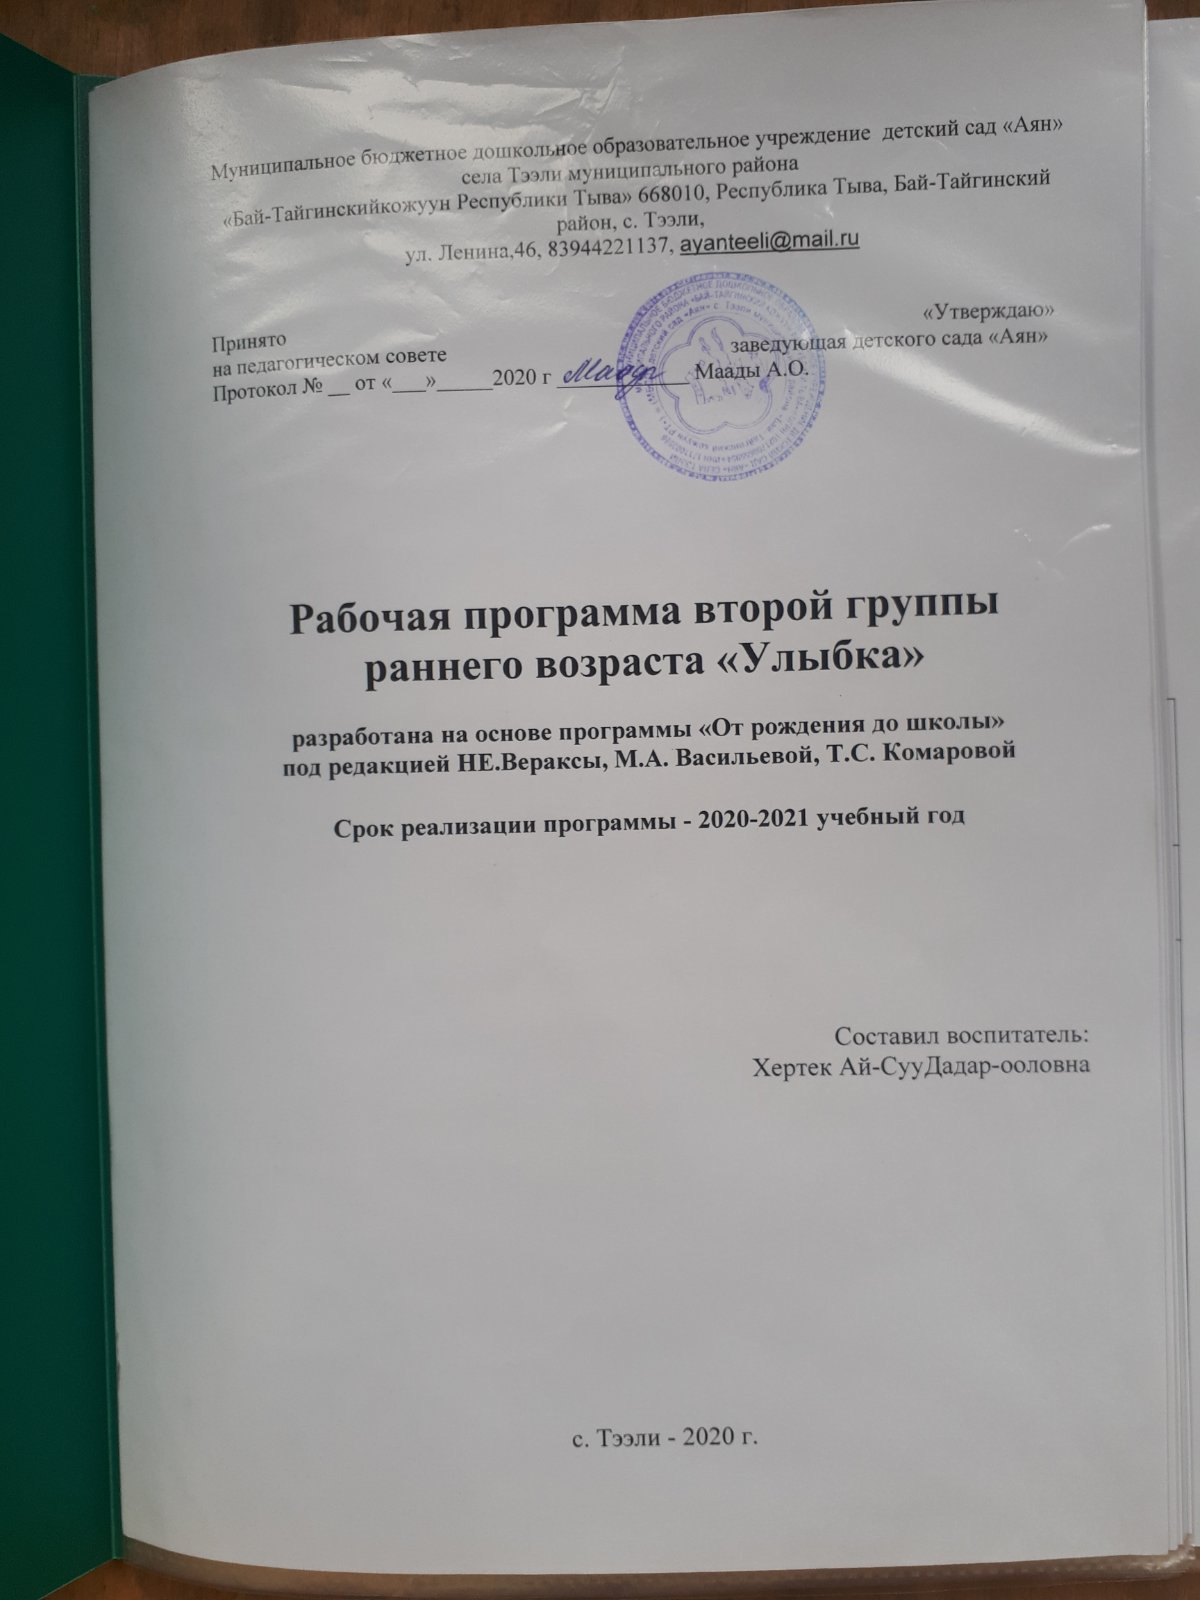 Муниципальное бюджетное дошкольное образовательное учреждение детский сад «Аян»
села Тээли муниципального района
«Бай-Тайгинскийкожуун Республики Тыва» 668010, Республика Тыва, Бай-Тайгинский
район, с. Тээли,
ул. Ленина,46, 83944221137, ayanteeli@mail.ru
«Утверждаю»
Принято
заведующая детского сада «Аян»
на педагогическом совете
Протокол № __ от «___»_____2020 г ____________ Маады А.О.
Рабочая программа второй группы
раннего возраста «Улыбка»
разработана на основе программы «От рождения до школы»
под редакцией НЕ.Вераксы, М.А. Васильевой, Т.С. Комаровой
Срок реализации программы - 2020-2021 учебный год
Составил воспитатель:
Хертек Ай-СууДадар-ооловна
с. Тээли - 2020 г.